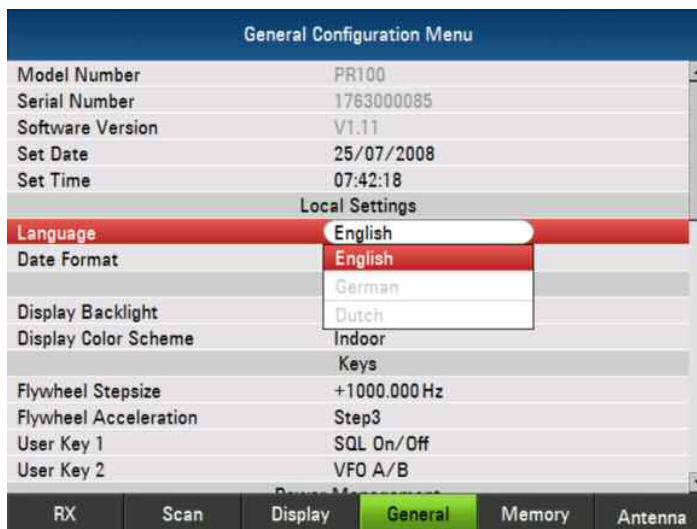 General Configuration Menu
Model Number PR100
Serial Number 1763000085
Software Version V1.11
Set Date 25/07/2008
Set Time 07:42:18
Local Settings
Language English
Date Format English
German
Display Backlight Dutch
Display Color Scheme Indoor
Keys
Flywheel Stepsize +1000.000 Hz
Flywheel Acceleration Step3
User Key 1 SQL On/Off
User Key 2 VFO A/B
RX Scan Display General Memory Antenna